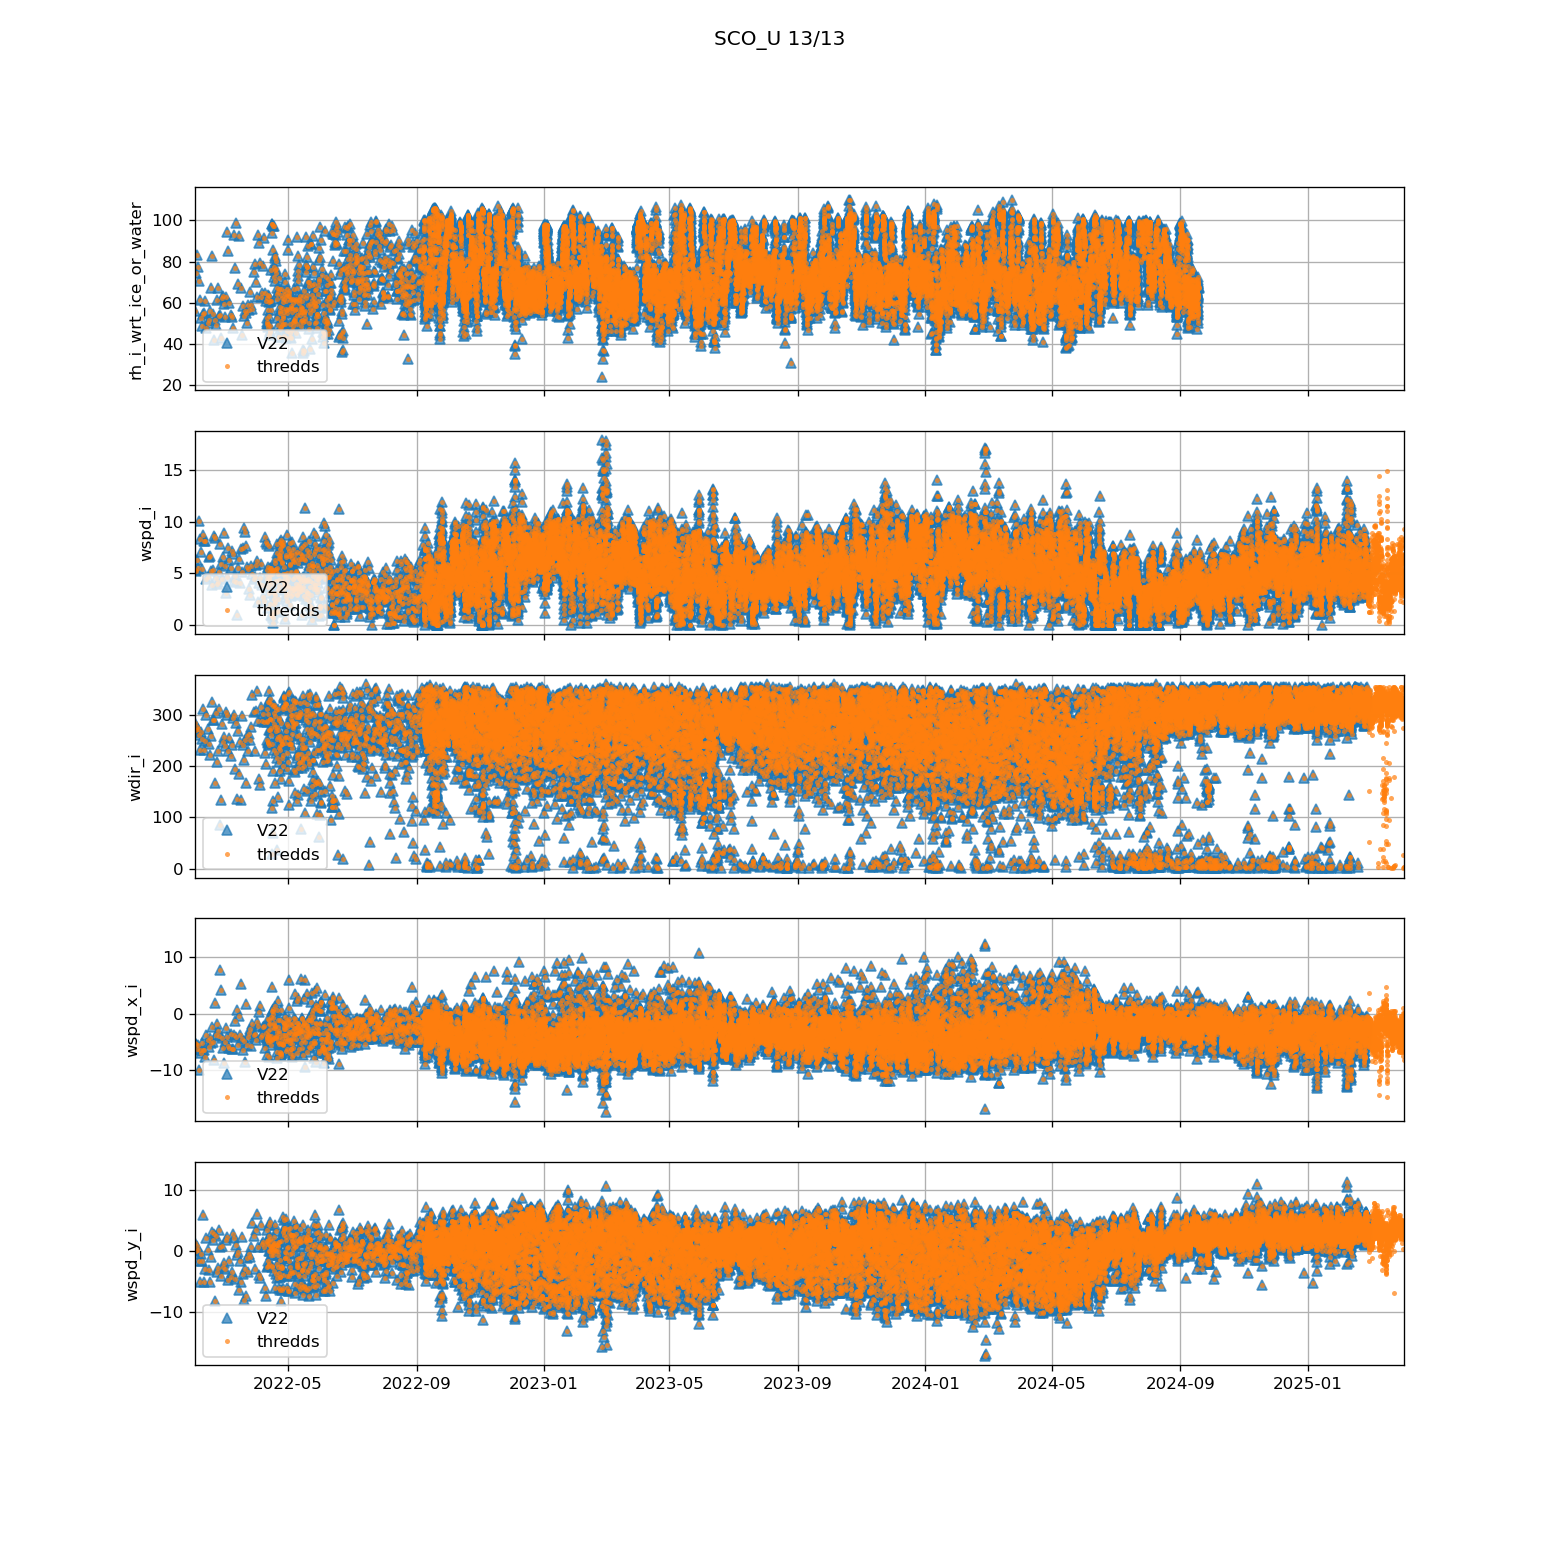 SCO_U 13/13
rh_i_wrt_ice_or_water
100
80
60
40
20
V22
thredds
wspd_i
15
10
5
0
V22
thredds
wdir_i
300
200
100
0
V22
thredds
wspd_x_i
10
0
−10
V22
thredds
wspd_y_i
10
0
−10
V22
thredds
2022-05 2022-09 2023-01 2023-05 2023-09 2024-01 2024-05 2024-09 2025-01